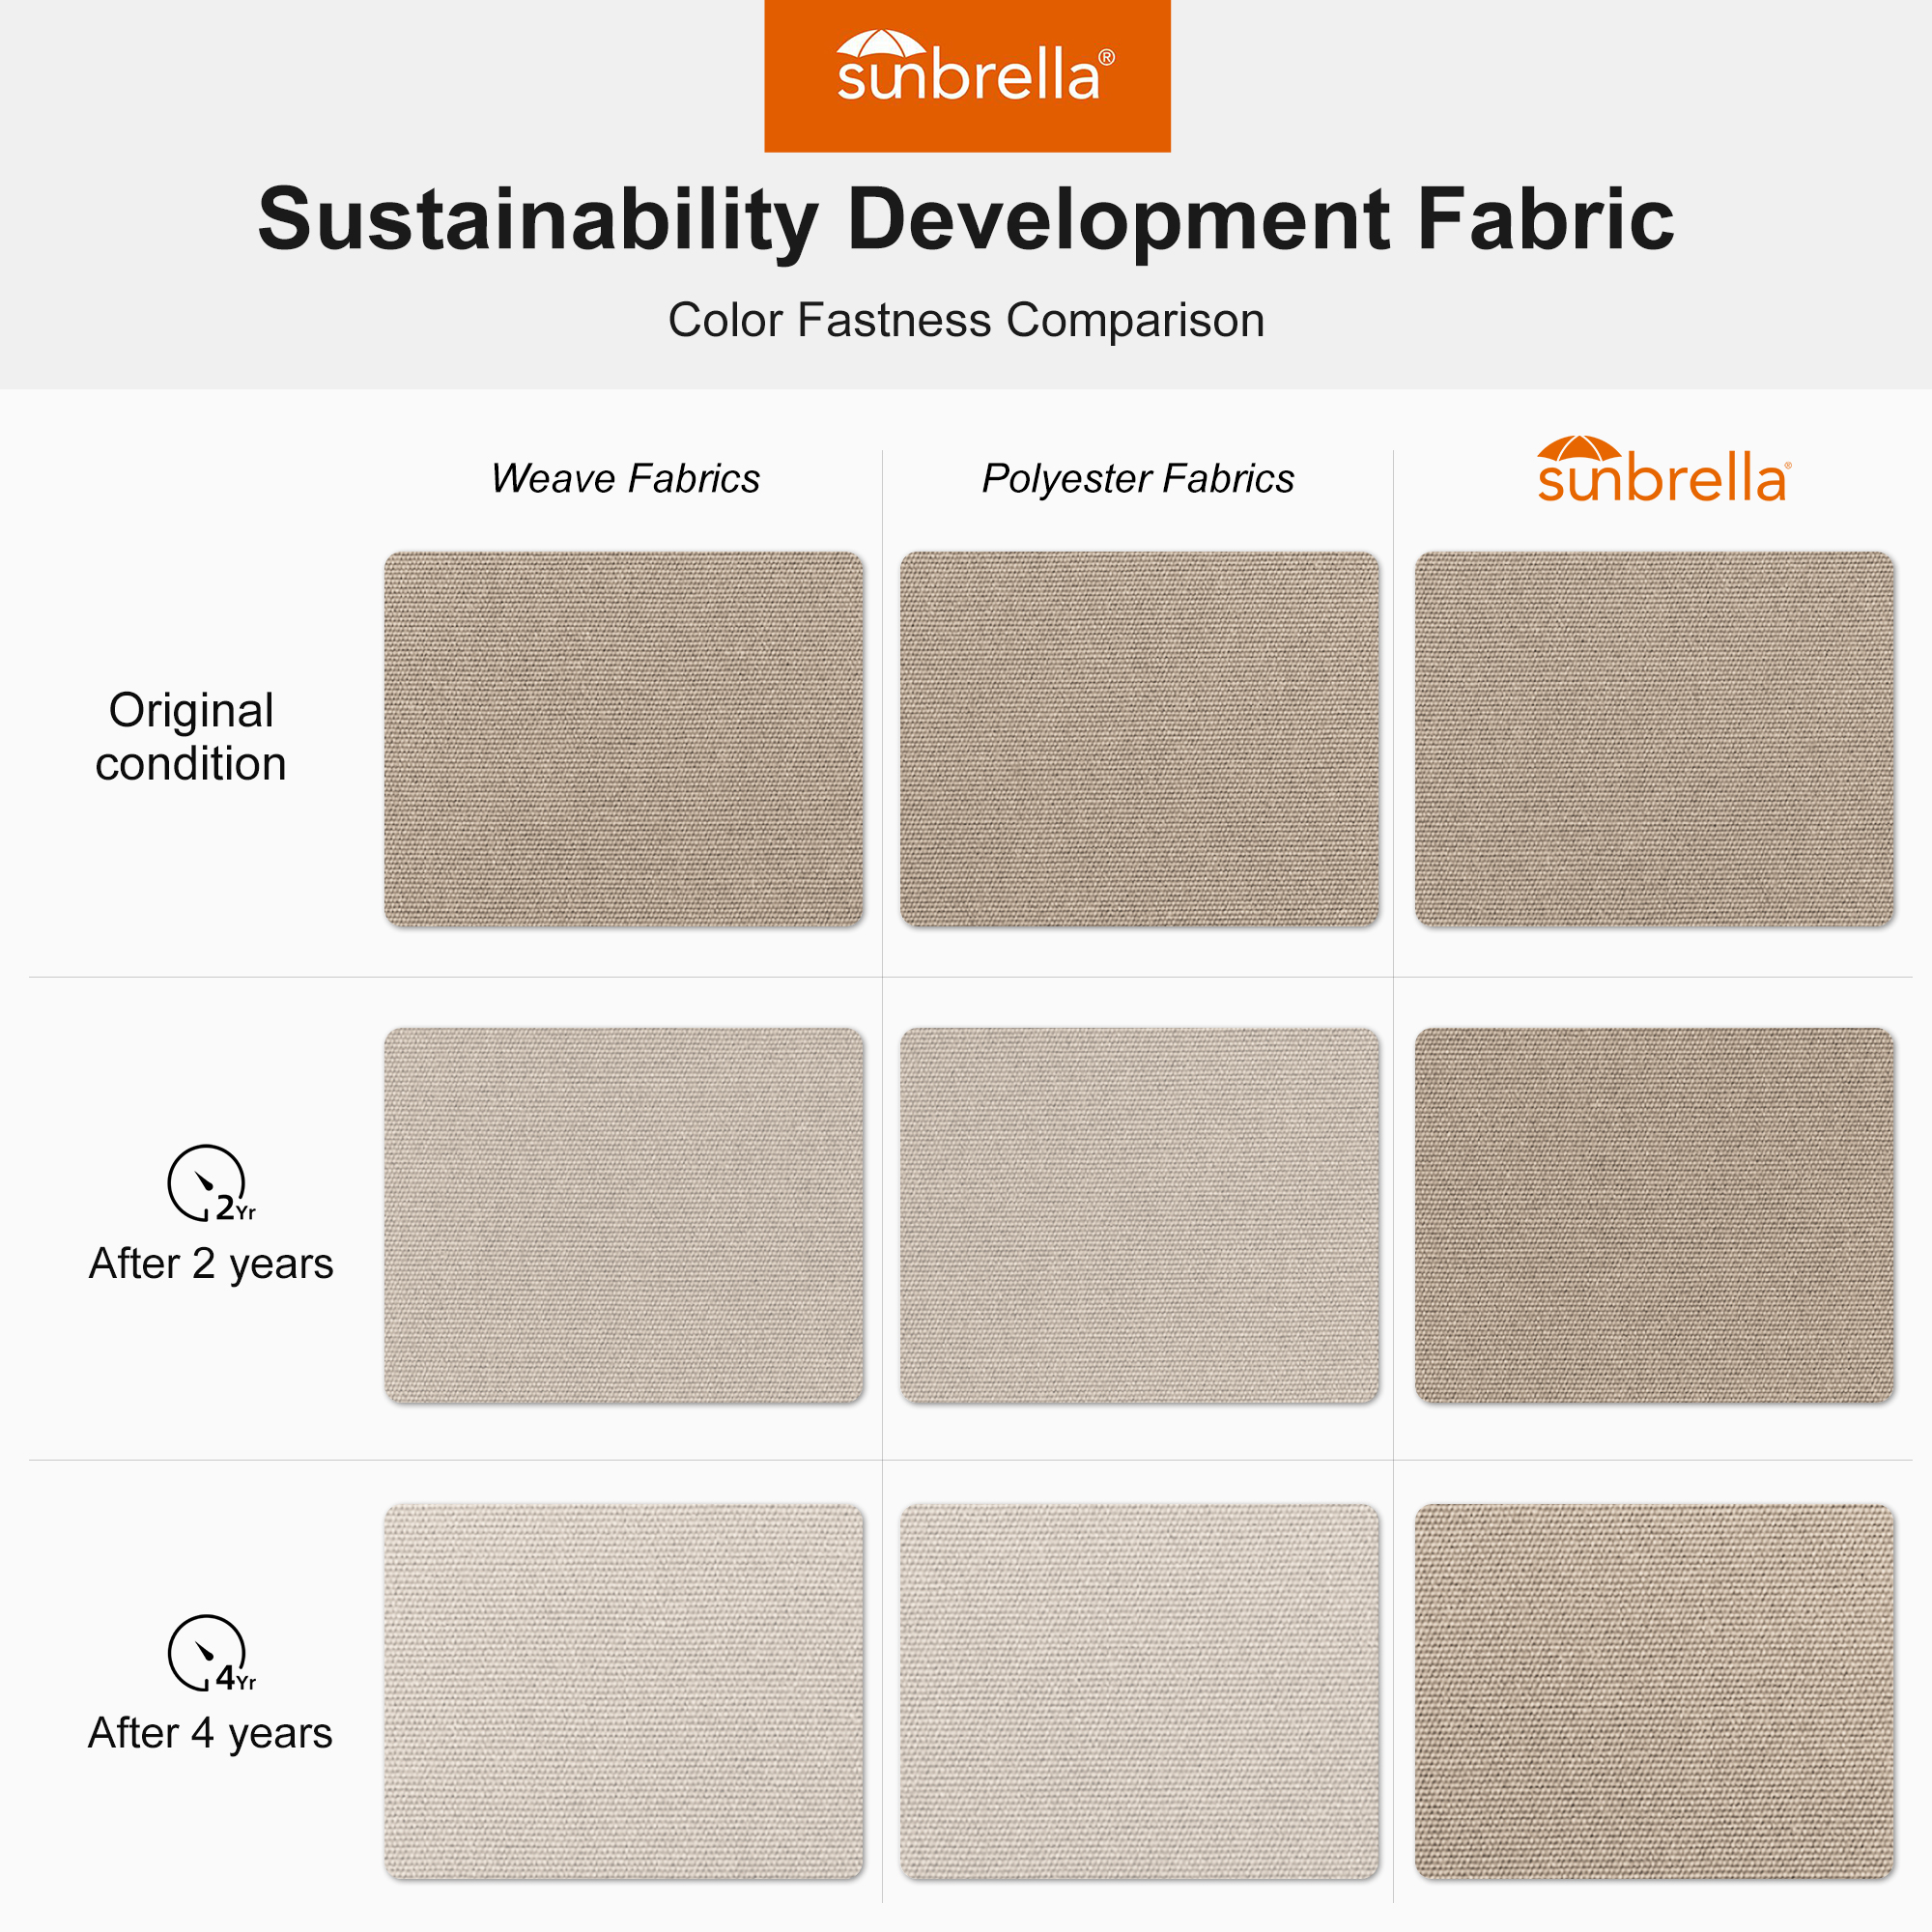 sunbrella®
Sustainability Development Fabric
Color Fastness Comparison
Weave Fabrics
Polyester Fabrics
sunbrella®
Original
condition
2Yr
After 2 years
4Yr
After 4 years